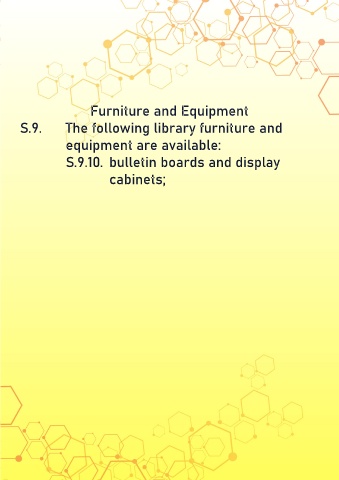 Furniture and Equipment
S.9. The following library furniture and
equipment are available:
S.9.10. bulletin boards and display
cabinets;